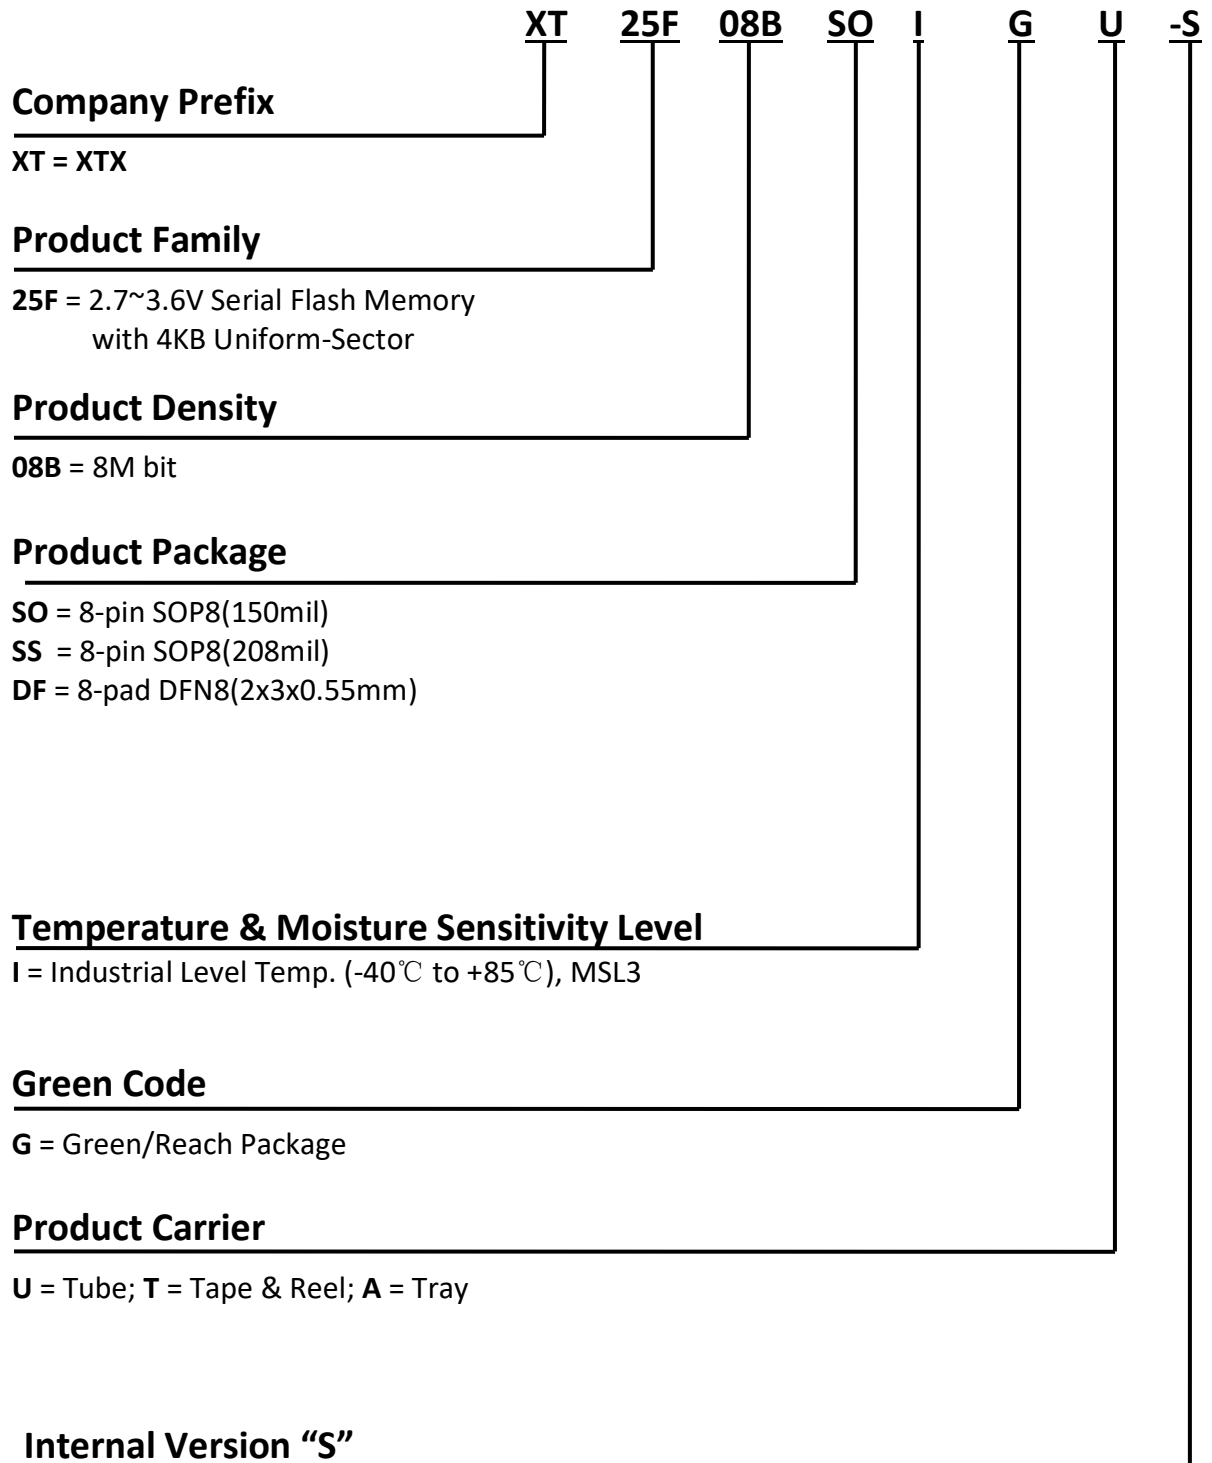 XT 25F 08B SO I G U -S
Company Prefix
XT = XTX
Product Family
25F = 2.7~3.6V Serial Flash Memory
with 4KB Uniform-Sector
Product Density
08B = 8M bit
Product Package
SO = 8-pin SOP8(150mil)
SS = 8-pin SOP8(208mil)
DF = 8-pad DFN8(2x3x0.55mm)
Temperature & Moisture Sensitivity Level
I = Industrial Level Temp. (-40℃ to +85℃), MSL3
Green Code
G = Green/Reach Package
Product Carrier
U = Tube; T = Tape & Reel; A = Tray
Internal Version “S”